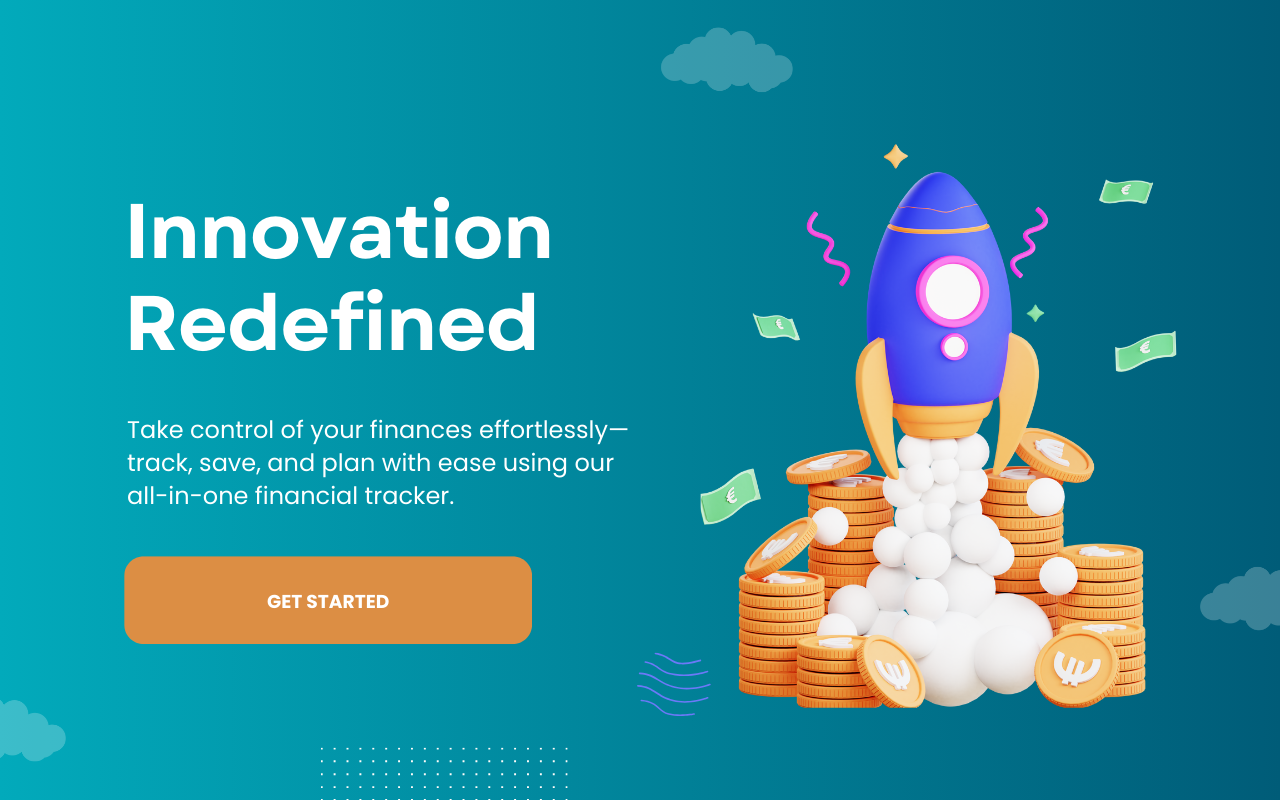 Innovation
Redefined
Take control of your finances effortlessly—
track, save, and plan with ease using our
all-in-one financial tracker.
GET STARTED